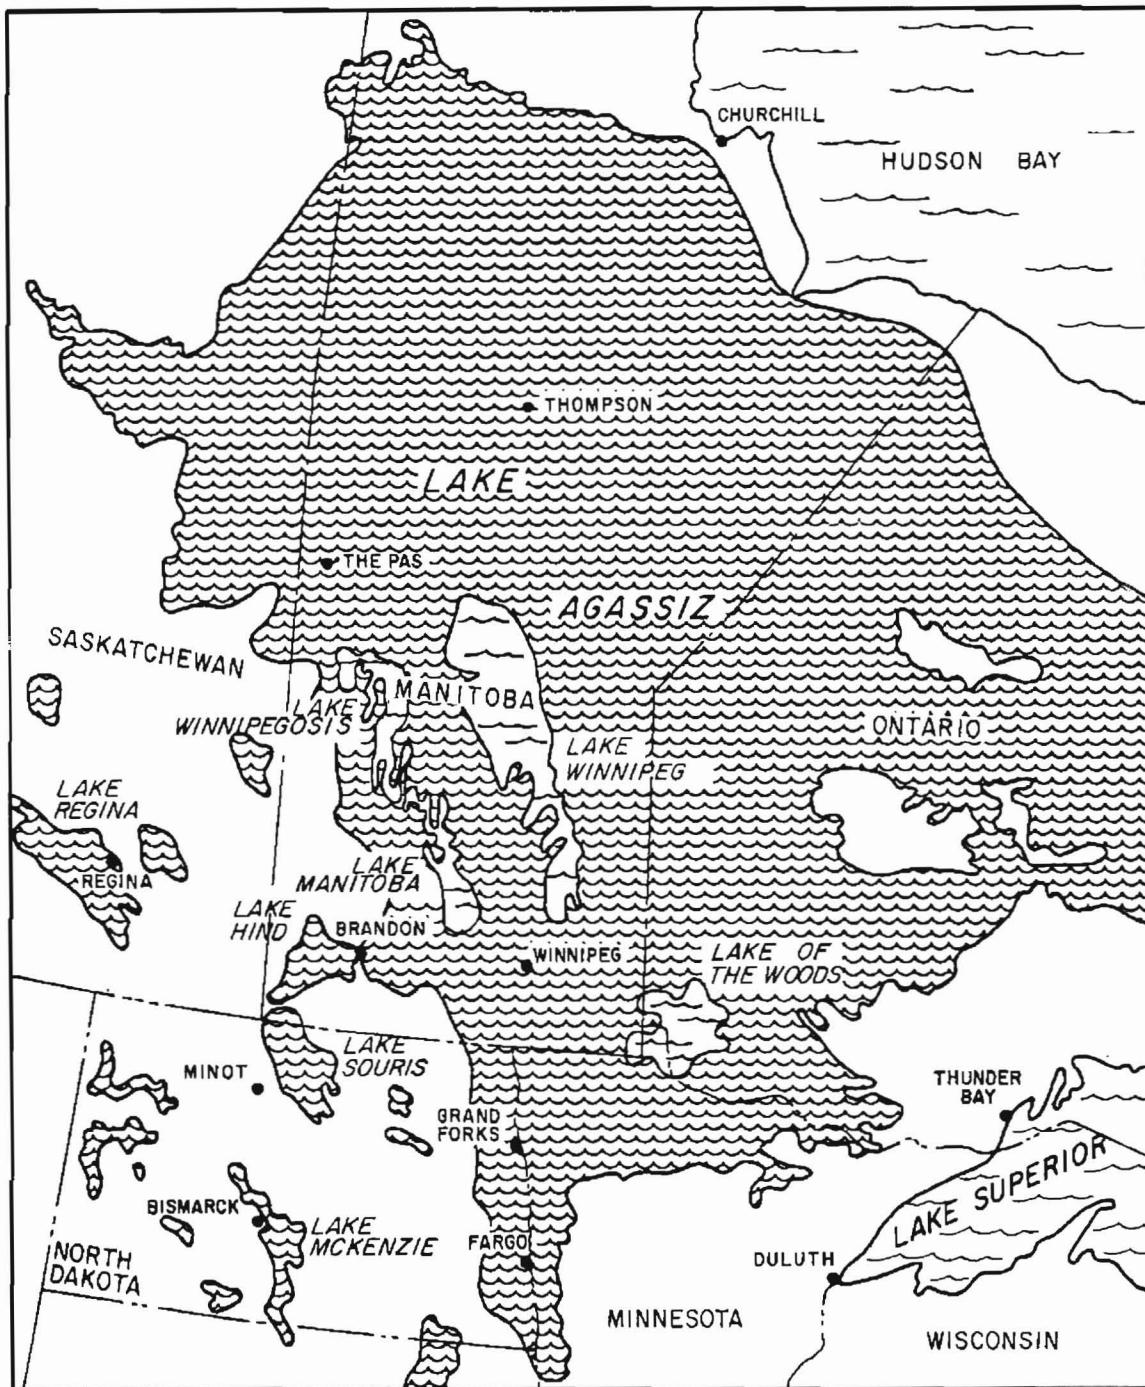 CHURCHILL
HUDSON BAY
THOMPSON
LAKE
THE PAS
AGASSIZ
SASKATCHEWAN
MANITOBA
LAKE
WINNIPEGOSIS
ONTARIO
LAKE
WINNIPEG
LAKE
REGINA
REGINA
LAKE
MANITOBA
LAKE
HIND
BRANDON
WINNIPEG
LAKE OF
THE WOODS
LAKE
SOURIS
MINOT
THUNDER
BAY
GRAND
FORKS
LAKE SUPERIOR
BISMARCK
LAKE
MCKENZIE
FARGO
NORTH
DAKOTA
DULUTH
MINNESOTA
WISCONSIN